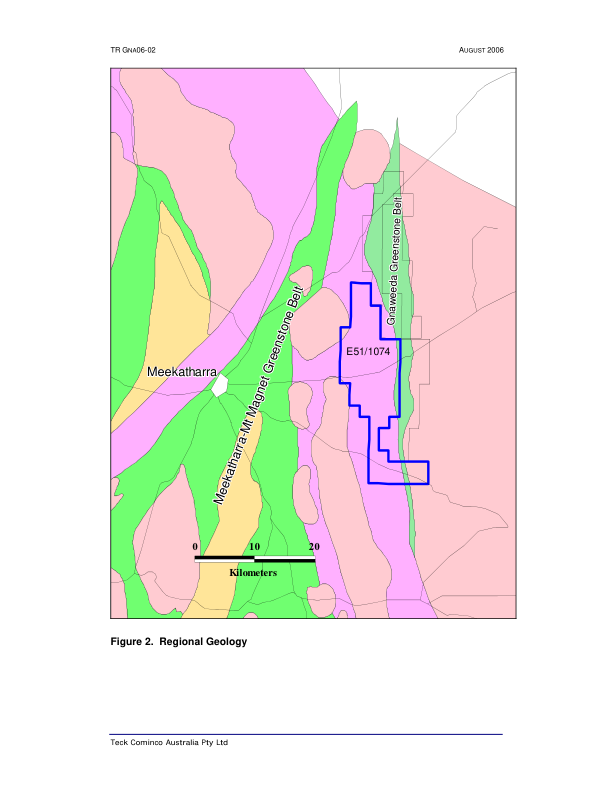 TR GNA06-02 AUGUST 2006
Gnaweeda Greenstone Belt
Meekatharra-Mt Magnet Greenstone Belt
E51/1074
Meekatharra
0 10 20
Kilometers
Figure 2. Regional Geology
Teck Cominco Australia Pty Ltd